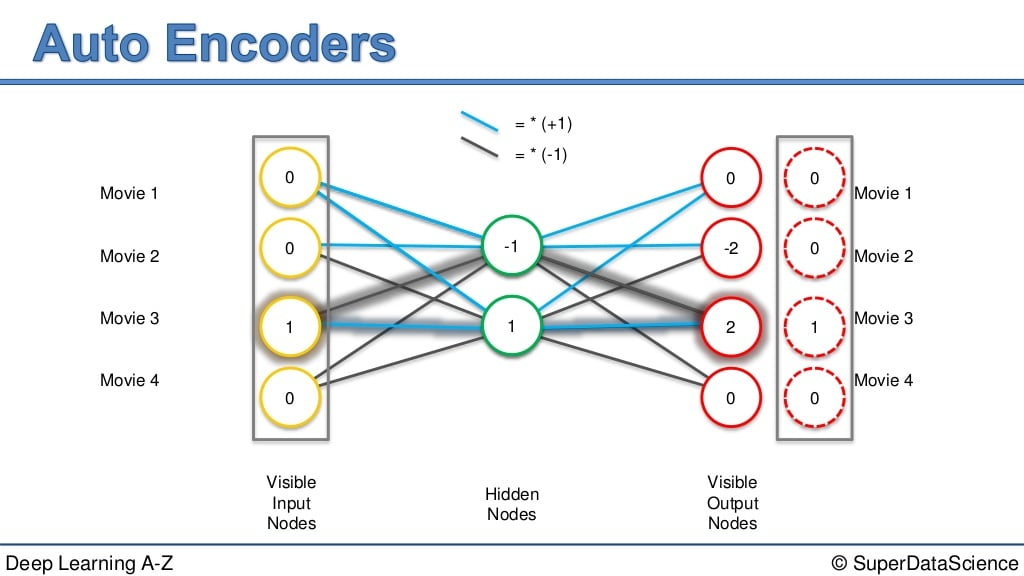 Auto Encoders
= * (+1)
= * (-1)
Movie 1
0
0
0
Movie 1
Movie 2
0
-1
-2
0
Movie 2
Movie 3
1
1
2
1
Movie 3
Movie 4
0
0
0
Movie 4
Visible
Input
Nodes
Hidden
Nodes
Visible
Output
Nodes
Deep Learning A-Z
© SuperDataScience